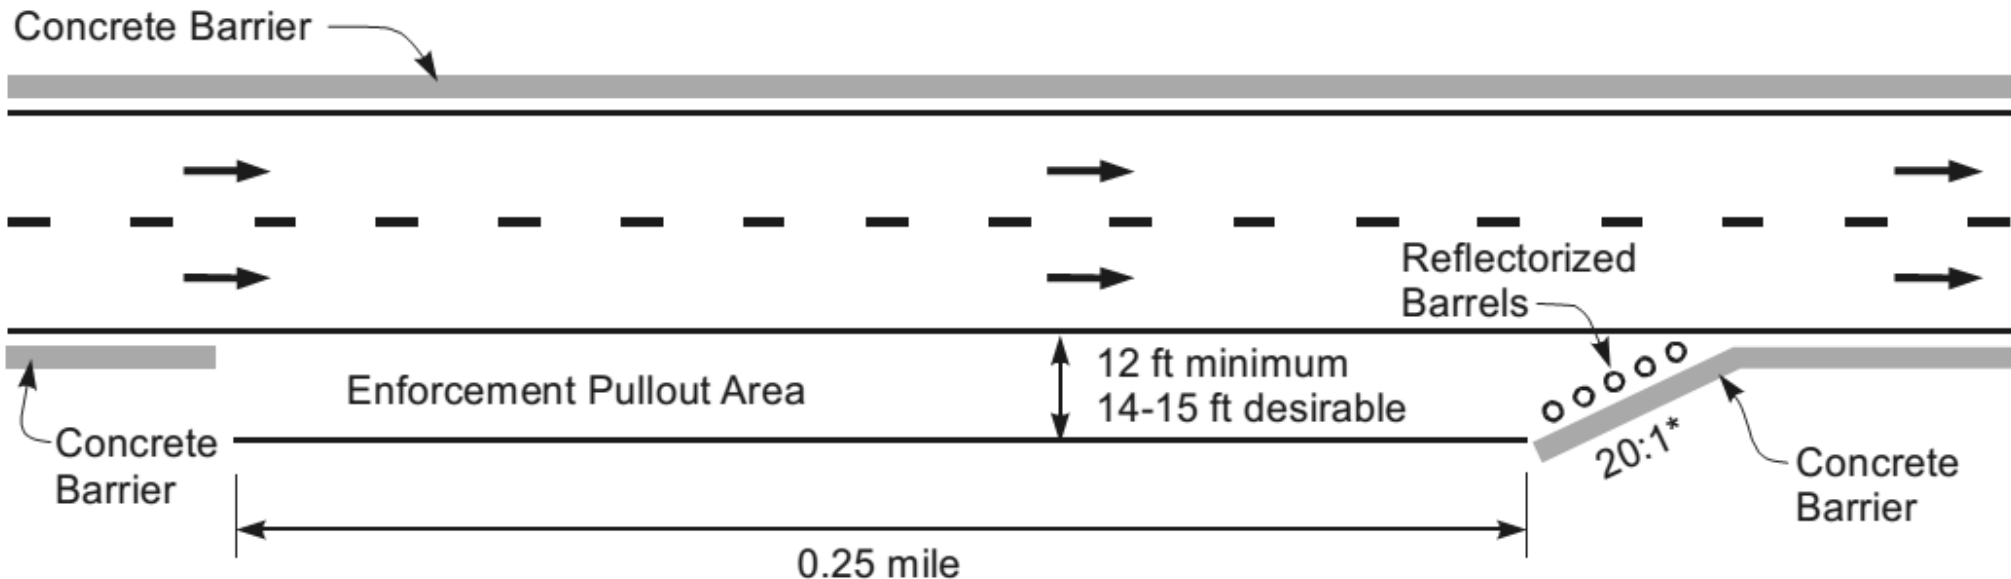 Concrete Barrier
Reflectorized
Barrels
12 ft minimum
14-15 ft desirable
Enforcement Pullout Area
20:1*
Concrete
Barrier
Concrete
Barrier
0.25 mile